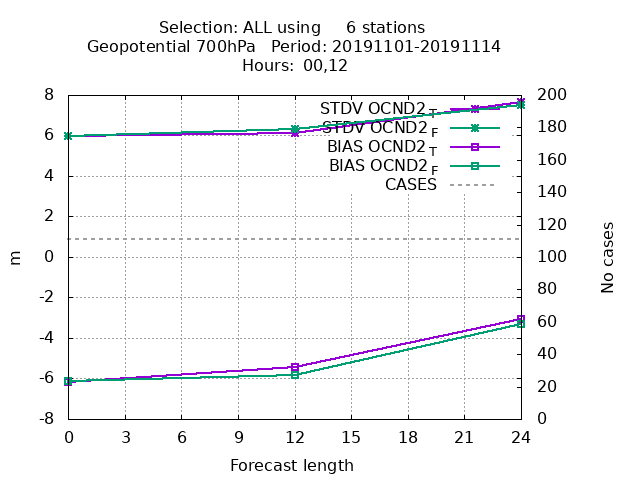 Selection: ALL using 6 stations
Geopotential 700hPa Period: 20191101-20191114
Hours: 00,12
8
6
4
2
0
-2
-4
-6
-8
m
200
180
160
140
120
100
80
60
40
20
0
No cases
STDV OCND2 T
STDV OCND2 F
BIAS OCND2 T
BIAS OCND2 F
CASES
0 3 6 9 12 15 18 21 24
Forecast length